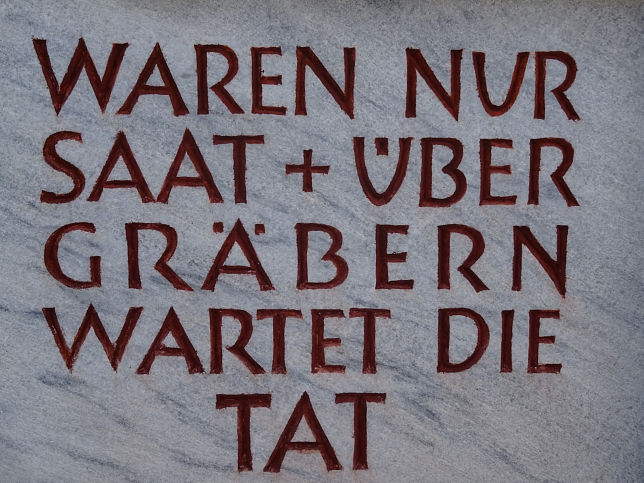 WAREN NUR
SAAT + ÜBER
GRÄBERN
WARTET DIE
TAT